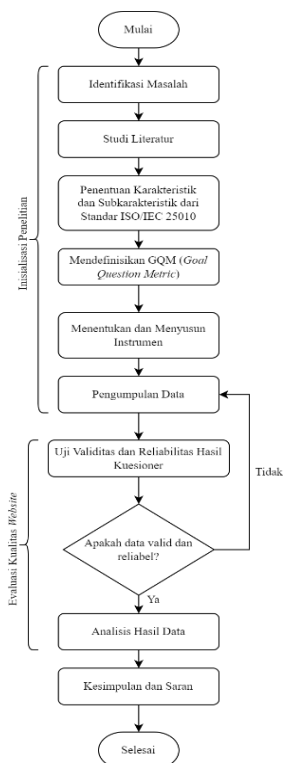 Mulai
Identifikasi Masalah
Studi Literatur
Penentuan Karakteristik
dan Subkarakteristik dari
Standar ISO/IEC 25010
Mendefinisikan GQM (Goal
Question Metric)
Menentukan dan Menyusun
Instrumen
Pengumpulan Data
Inisialisasi Penelitian
Uji Validitas dan Reliabilitas Hasil
Kuesioner
Apakah data valid dan
reliabel?
Tidak
Ya
Analisis Hasil Data
Evaluasi Kualitas Website
Kesimpulan dan Saran
Selesai